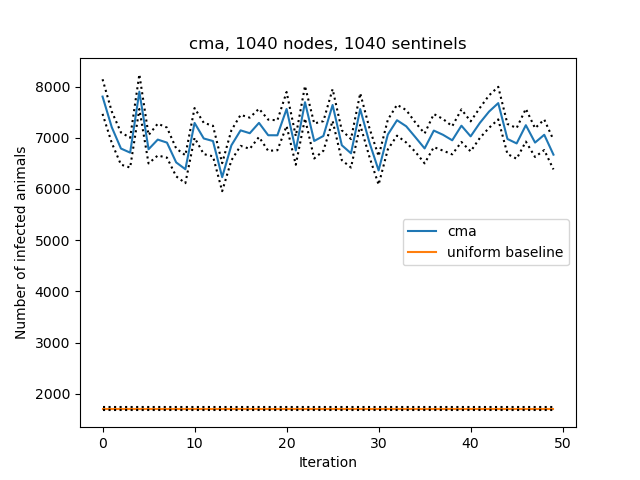 cma, 1040 nodes, 1040 sentinels
Number of infected animals
8000
7000
6000
5000
4000
3000
2000
cma
uniform baseline
0
10
20
30
40
50
Iteration